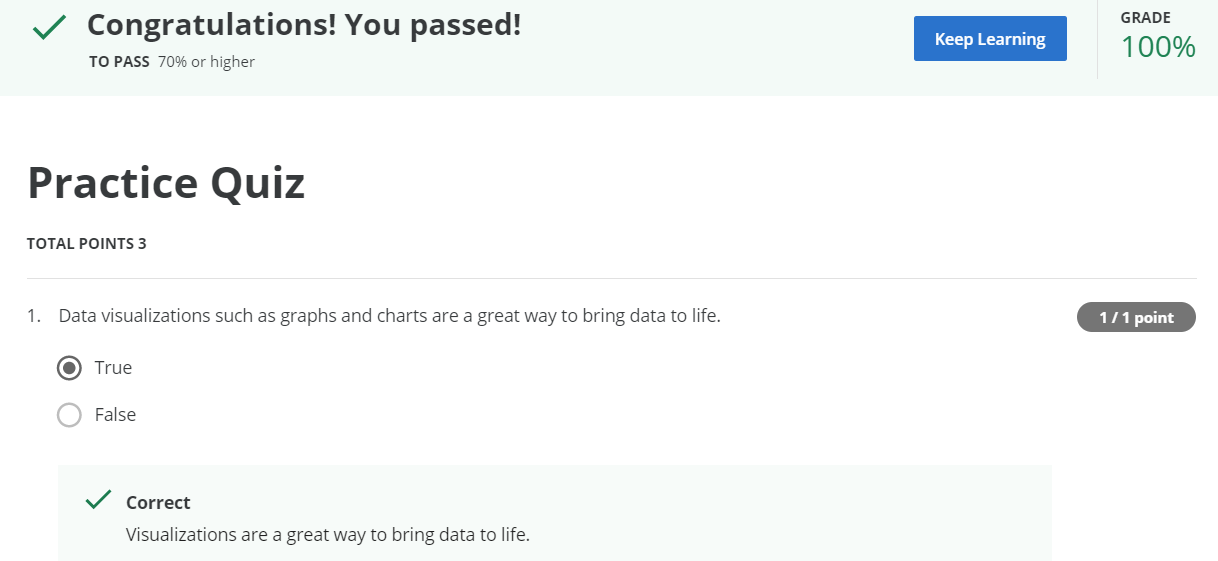 Congratulations! You passed!
TO PASS 70% or higher
Keep Learning
GRADE
100%
Practice Quiz
TOTAL POINTS 3
1. Data visualizations such as graphs and charts are a great way to bring data to life.
1 / 1 point
True
False
Correct
Visualizations are a great way to bring data to life.